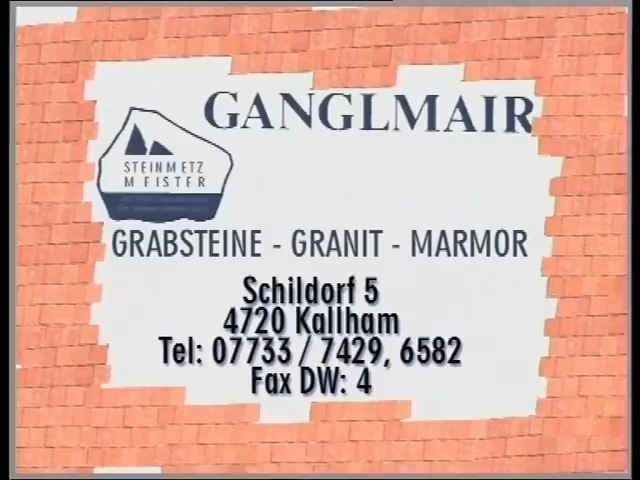 GANGLMAIR
STEINMETZ
MEISTER
GRABSTEINE - GRANIT - MARMOR
Schildorf 5
4720 Kallham
Tel: 07733 / 7429, 6582
Fax DW: 4